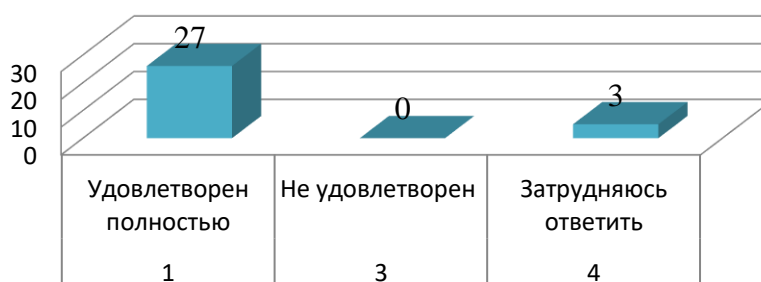 27
0
3
30
20
10
0
Удовлетворен
полностью
Не удовлетворен
Затрудняюсь
ответить
1
3
4